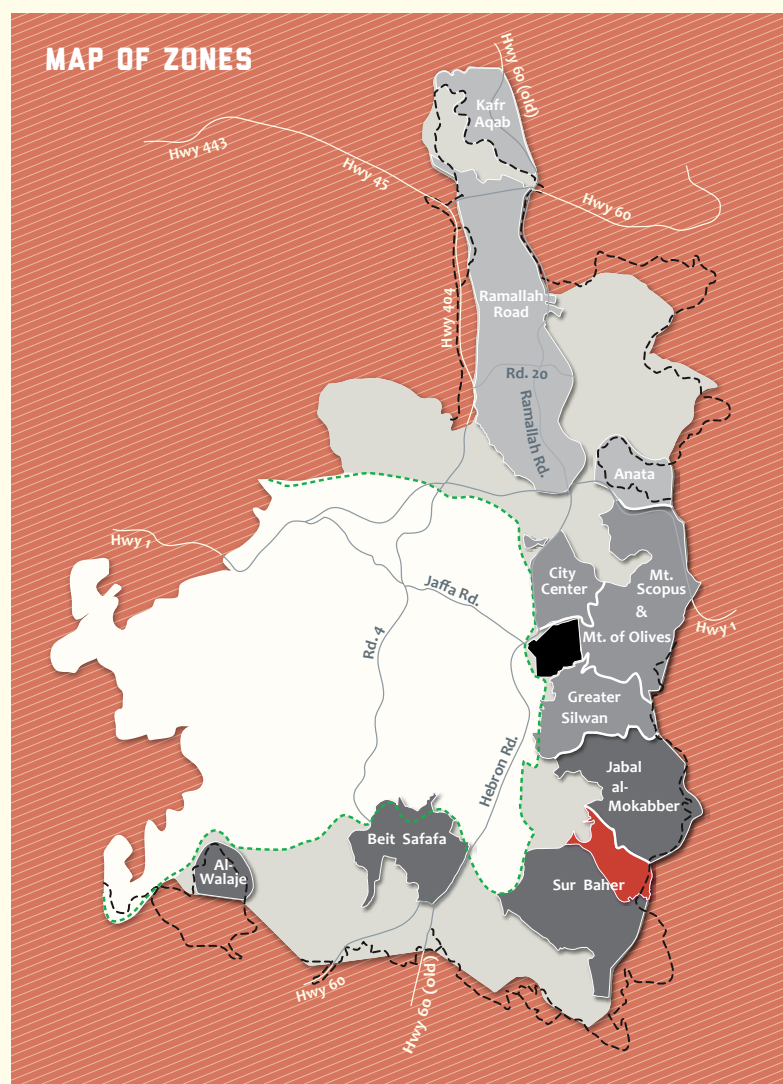 MAP OF ZONES
Hwy 60 (old)
Kafr
Aqab
Hwy 443
Hwy 45
Hwy 60
Ramallah
Road
Hwy 404
Rd. 20
Ramallah Rd.
Anata
Hwy 1
City
Center
Mt.
Scopus
&
Mt. of Olives
Jaffa Rd.
Hwy 1
Rd. 4
Greater
Silwan
Hebron Rd.
Jabal
al-
Mokabber
Beit Safafa
Al-
Walaje
Sur Baher
Hwy 60
Hwy 60 (old)